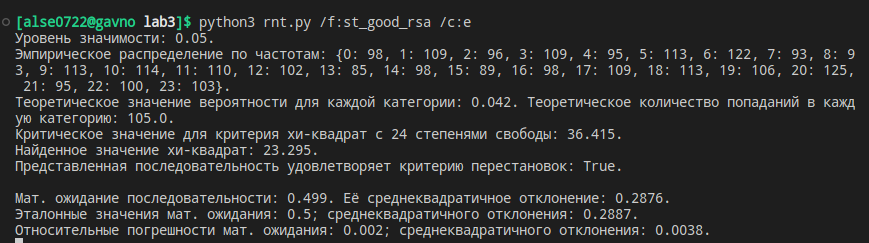 [alse0722@gavno lab3]$ python3 rnt.py /f:st_good_rsa /c:e
Уровень значимости: 0.05.
Эмпирическое распределение по частотам: {0: 98, 1: 109, 2: 96, 3: 109, 4: 95, 5: 113, 6: 122, 7: 93, 8: 9
3, 9: 113, 10: 114, 11: 110, 12: 102, 13: 85, 14: 98, 15: 89, 16: 98, 17: 109, 18: 113, 19: 106, 20: 125,
 21: 95, 22: 100, 23: 103}.
Теоретическое значение вероятности для каждой категории: 0.042. Теоретическое количество попаданий в кажд
ую категорию: 105.0.
Критическое значение для критерия хи-квадрат с 24 степенями свободы: 36.415.
Найденное значение хи-квадрат: 23.295.
Представленная последовательность удовлетворяет критерию перестановок: True.

Мат. ожидание последовательности: 0.499. Её среднеквадратичное отклонение: 0.2876.
Эталонные значения мат. ожидания: 0.5; среднеквадратичного отклонения: 0.2887.
Относительные погрешности мат. ожидания: 0.002; среднеквадратичного отклонения: 0.0038.